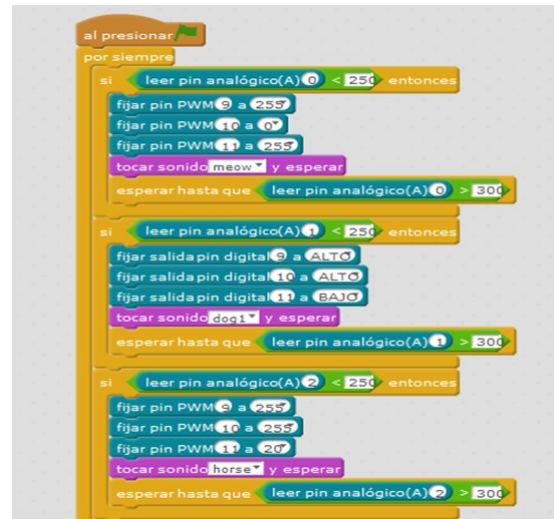 al presionar
por siempre
si leer pin analógico(A) 0 < 250 entonces
fijar pin PWM 9 a 255
fijar pin PWM 10 a 0
fijar pin PWM 11 a 255
tocar sonido meow y esperar
esperar hasta que leer pin analógico(A) 0 > 300
si leer pin analógico(A) 1 < 250 entonces
fijar salida pin digital 9 a ALTO
fijar salida pin digital 10 a ALTO
fijar salida pin digital 11 a BAJO
tocar sonido dog1 y esperar
esperar hasta que leer pin analógico(A) 1 > 300
si leer pin analógico(A) 2 < 250 entonces
fijar pin PWM 9 a 255
fijar pin PWM 10 a 255
fijar pin PWM 11 a 20
tocar sonido horse y esperar
esperar hasta que leer pin analógico(A) 2 > 300